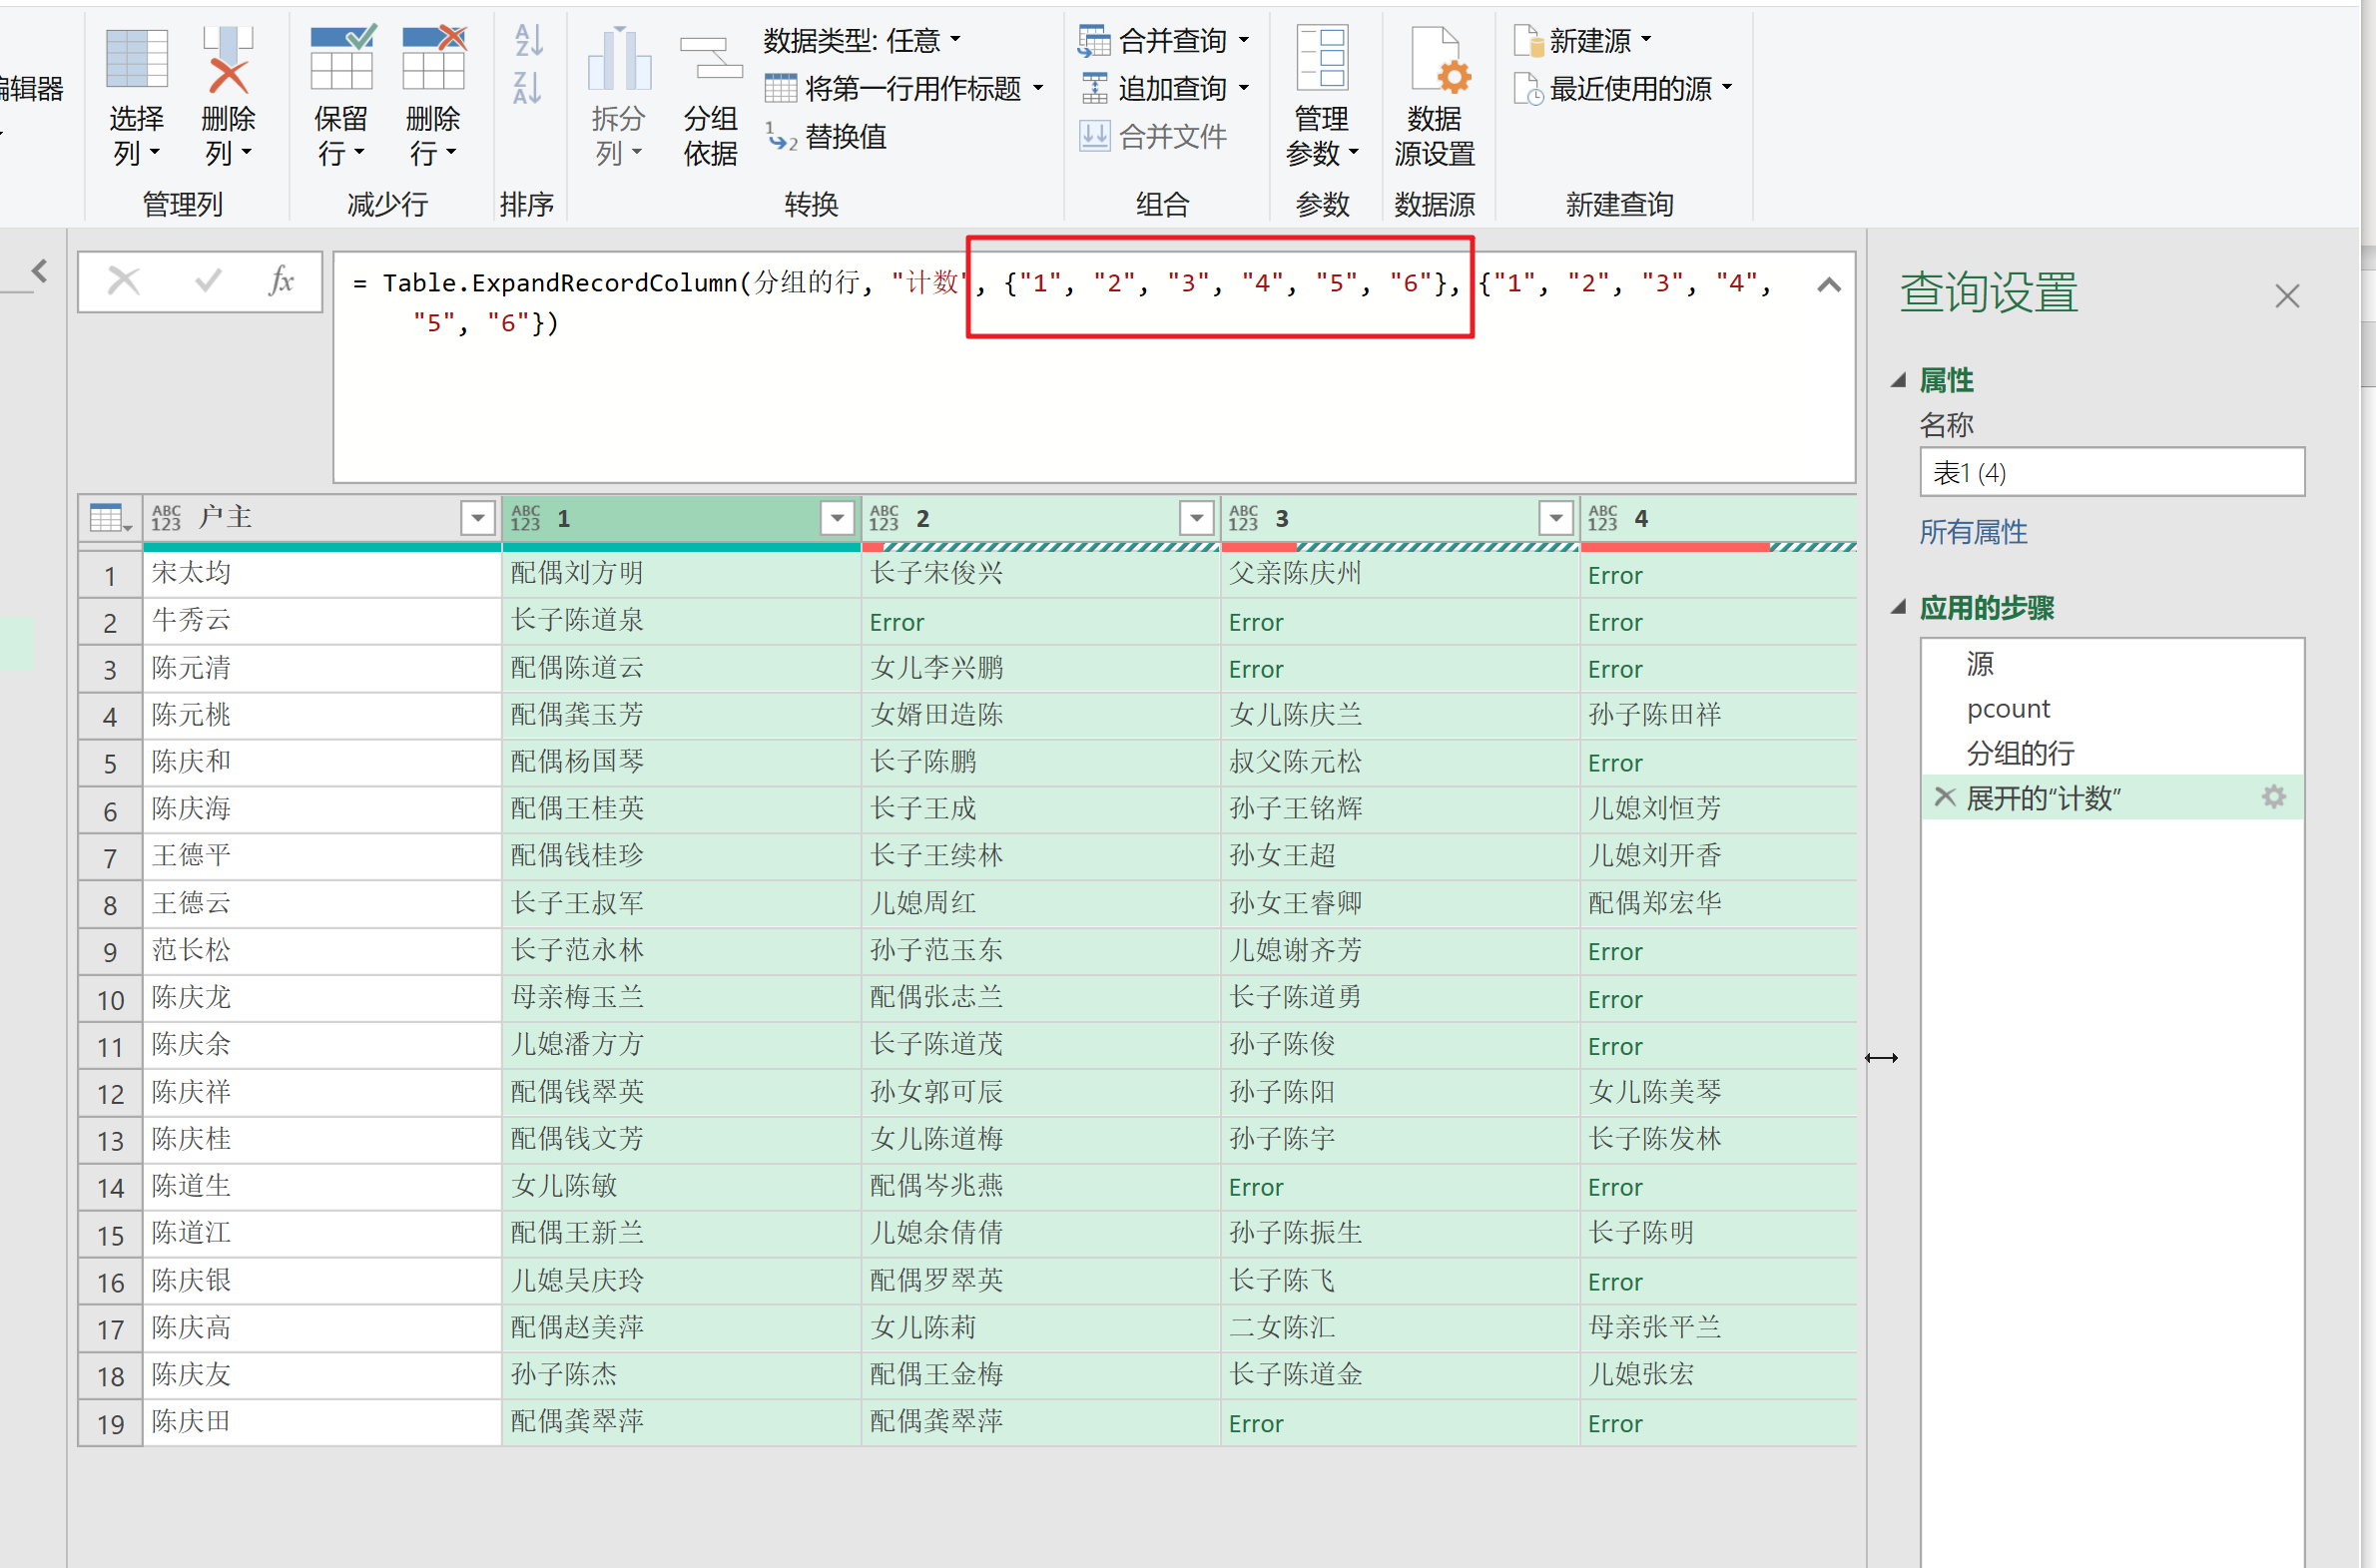 编辑器
选择
列
删除
列
管理列
保留
行
删除
行
减少行
排序
拆分
列
分组
依据
数据类型: 任意
将第一行用作标题
替换值
转换
合并查询
追加查询
合并文件
组合
管理
参数
参数
数据
源设置
数据源
新建源
最近使用的源
新建查询
fx
= Table.ExpandRecordColumn(分组的行, "计数", {"1", "2", "3", "4", "5", "6"}, {"1", "2", "3", "4",
"5", "6"})
ABC 123 户主 ABC 123 1 ABC 123 2 ABC 123 3 ABC 123 4
1 宋太均 配偶刘方明 长子宋俊兴 父亲陈庆州 Error
2 牛秀云 长子陈道泉 Error Error Error
3 陈元清 配偶陈道云 女儿李兴鹏 Error Error
4 陈元桃 配偶龚玉芳 女婿田造陈 女儿陈庆兰 孙子陈田祥
5 陈庆和 配偶杨国琴 长子陈鹏 叔父陈元松 Error
6 陈庆海 配偶王桂英 长子王成 孙子王铭辉 儿媳刘恒芳
7 王德平 配偶钱桂珍 长子王续林 孙女王超 儿媳刘开香
8 王德云 长子王叔军 儿媳周红 孙女王睿卿 配偶郑宏华
9 范长松 长子范永林 孙子范玉东 儿媳谢齐芳 Error
10 陈庆龙 母亲梅玉兰 配偶张志兰 长子陈道勇 Error
11 陈庆余 儿媳潘方方 长子陈道茂 孙子陈俊 Error
12 陈庆祥 配偶钱翠英 孙女郭可辰 孙子陈阳 女儿陈美琴
13 陈庆桂 配偶钱文芳 女儿陈道梅 孙子陈宇 长子陈发林
14 陈道生 女儿陈敏 配偶岑兆燕 Error Error
15 陈道江 配偶王新兰 儿媳余倩倩 孙子陈振生 长子陈明
16 陈庆银 儿媳吴庆玲 配偶罗翠英 长子陈飞 Error
17 陈庆高 配偶赵美萍 女儿陈莉 二女陈汇 母亲张平兰
18 陈庆友 孙子陈杰 配偶王金梅 长子陈道金 儿媳张宏
19 陈庆田 配偶龚翠萍 配偶龚翠萍 Error Error
查询设置
属性
名称
表1 (4)
所有属性
应用的步骤
源
pcount
分组的行
展开的“计数”